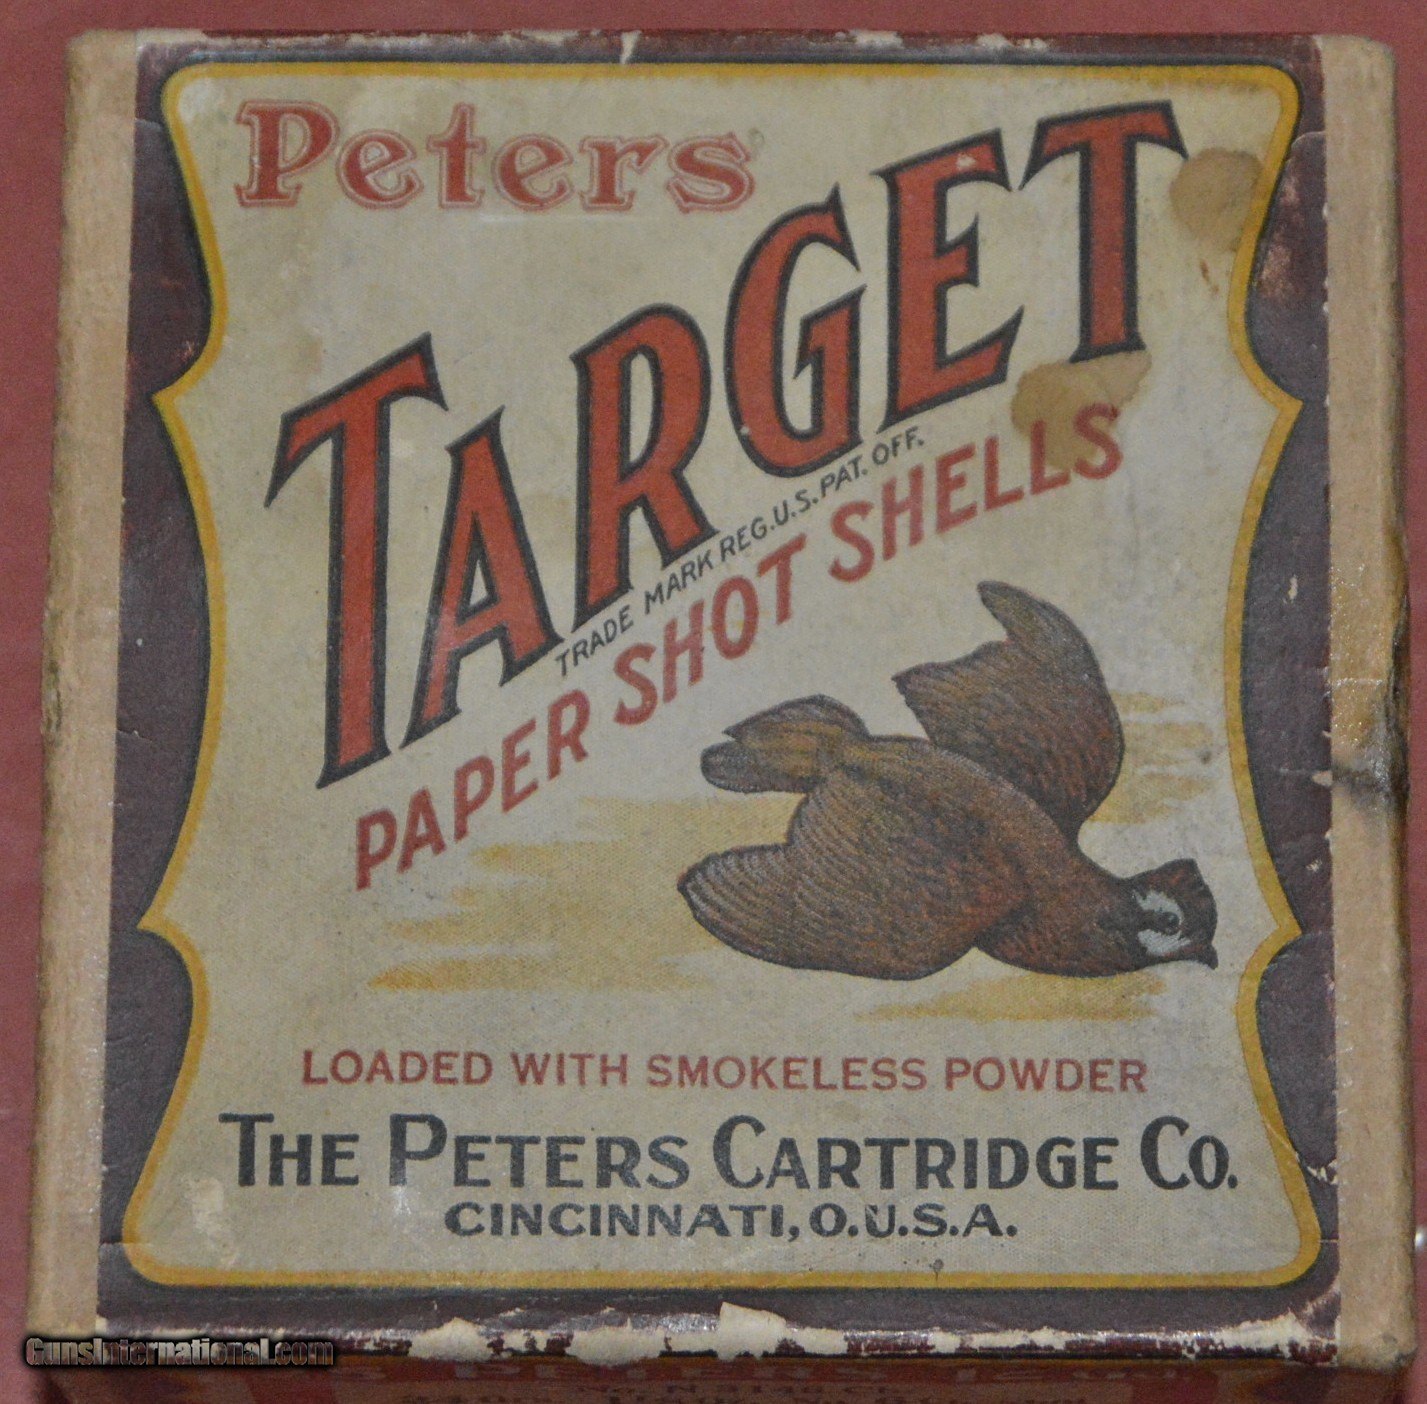 Peters
TARGET
TRADE MARK REG.U.S.PAT. OFF.
PAPER SHOT SHELLS
LOADED WITH SMOKELESS POWDER
THE PETERS CARTRIDGE CO.
CINCINNATI, O.U.S.A.
GunsInternational.com